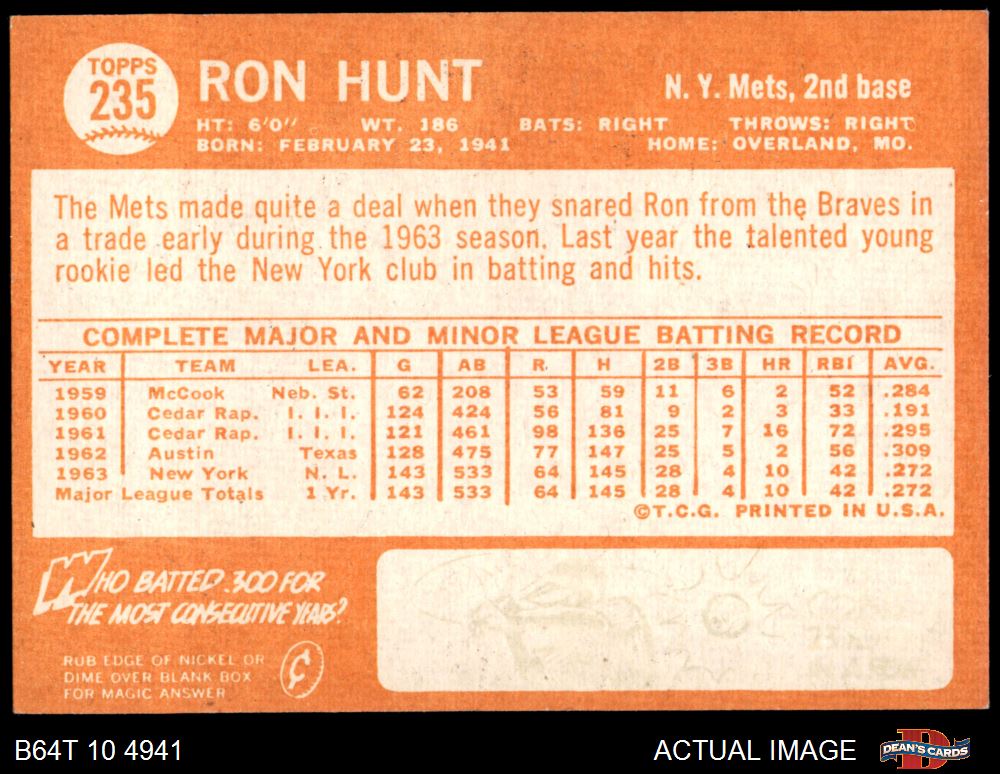 TOPPS
235
RON HUNT
N. Y. Mets, 2nd base
HT: 6'0" WT. 186 BATS: RIGHT THROWS: RIGHT
BORN: FEBRUARY 23, 1941 HOME: OVERLAND, MO.
The Mets made quite a deal when they snared Ron from the Braves in
a trade early during the 1963 season. Last year the talented young
rookie led the New York club in batting and hits.
COMPLETE MAJOR AND MINOR LEAGUE BATTING RECORD
YEAR TEAM LEA. G AB R. H 2B 3B HR RBI AVG.
1959 McCook Neb. St. 62 208 53 59 11 6 2 52 .284
1960 Cedar Rap. I. I. I. 124 424 56 81 9 2 3 33 .191
1961 Cedar Rap. I. I. I. 121 461 98 136 25 7 16 72 .295
1962 Austin Texas 128 475 77 147 25 5 2 56 .309
1963 New York N. L. 143 533 64 145 28 4 10 42 .272
Major League Totals 1 Yr. 143 533 64 145 28 4 10 42 .272
©T.C.G. PRINTED IN U.S.A.
WHO BATTED .300 FOR
THE MOST CONSECUTIVE YEARS?
RUB EDGE OF NICKEL OR
DIME OVER BLANK BOX
FOR MAGIC ANSWER
¢
B64T 10 4941
ACTUAL IMAGE
DEAN'S CARDS